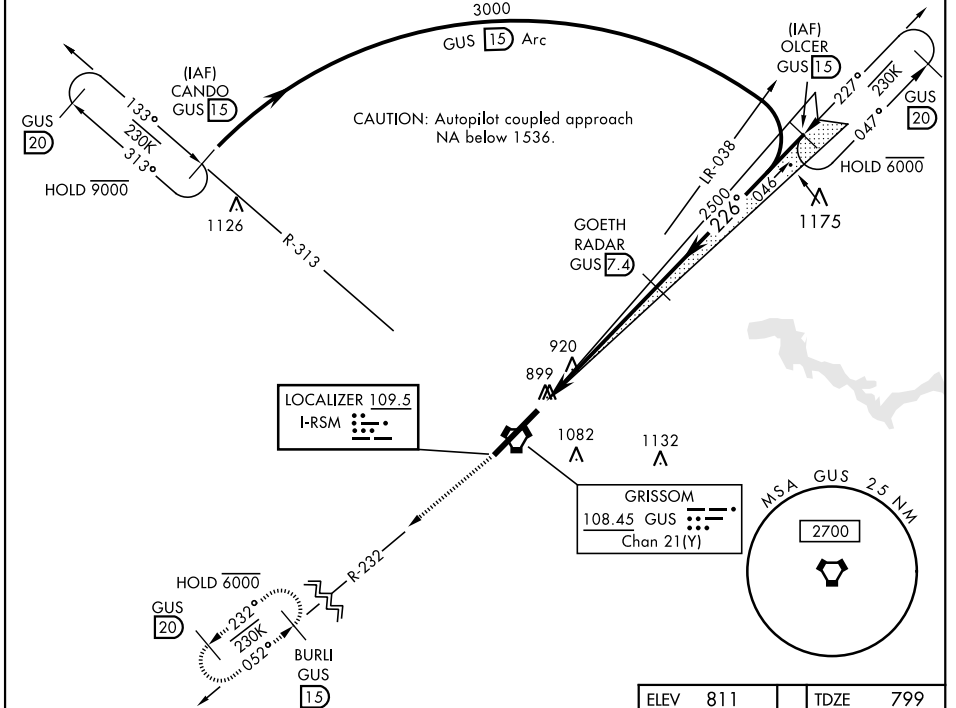 3000
GUS 15 Arc
(IAF)
CANDO
GUS 15
(IAF)
OLCER
GUS 15
GUS
20
133°
230K
313°
HOLD 9000
1126
R-313
CAUTION: Autopilot coupled approach
NA below 1536.
LR-038
227°
230K
047°
GUS
20
HOLD 6000
1175
2500
226°
046
GOETH
RADAR
GUS 7.4
920
899
LOCALIZER 109.5
I-RSM
1082
1132
GRISSOM
108.45 GUS
Chan 21(Y)
MSA GUS 25 NM
2700
R-232
HOLD 6000
GUS
20
232°
230K
052°
BURLI
GUS
15
ELEV 811
TDZE 799